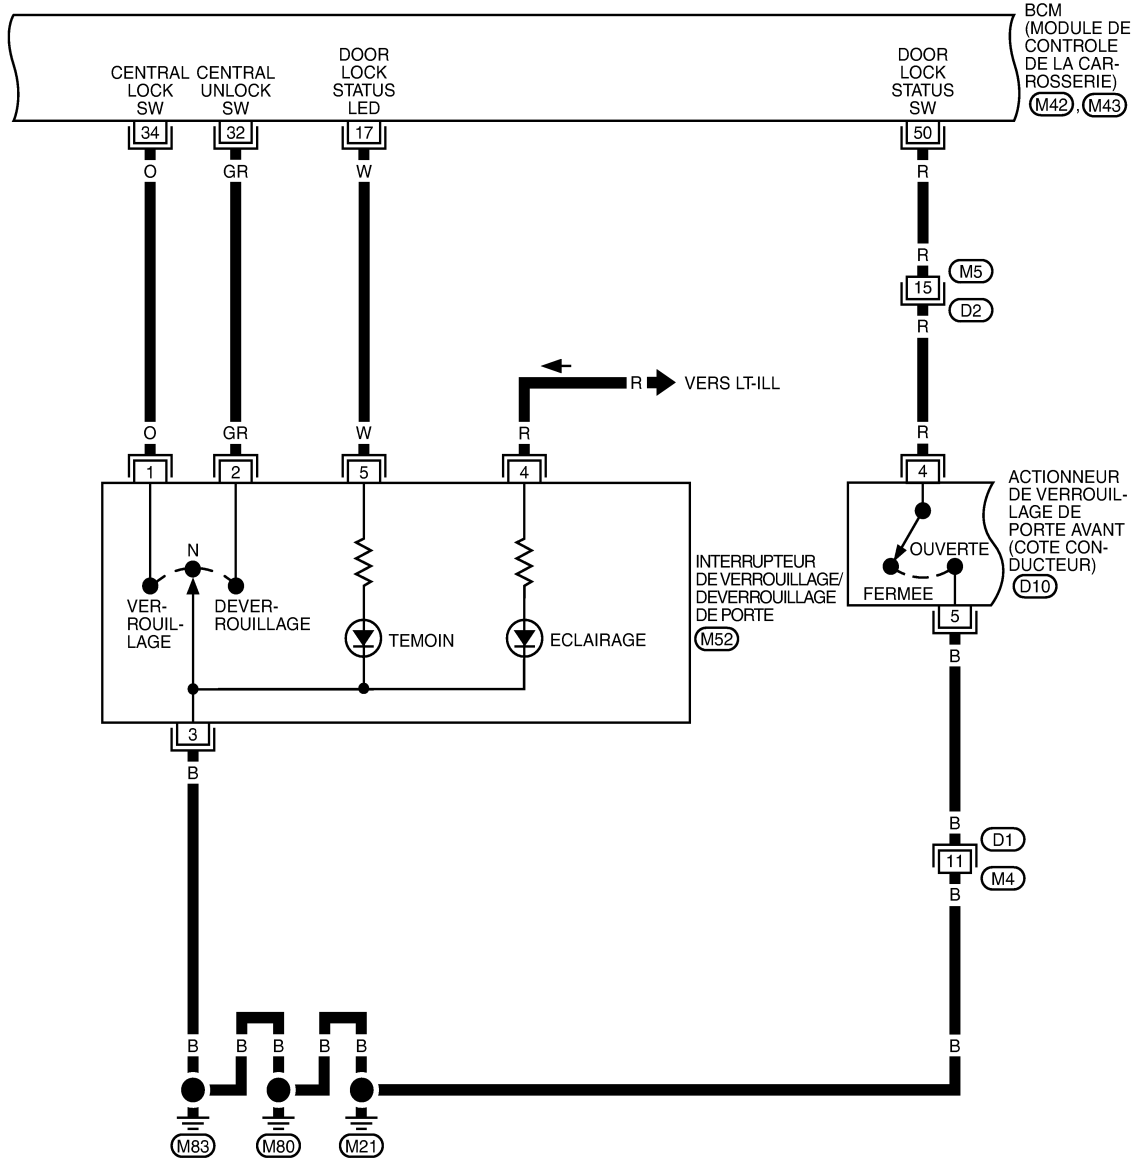 BCM
(MODULE DE
CONTROLE
DE LA CAR-
ROSSERIE)
M42 , M43
CENTRAL
LOCK
SW
CENTRAL
UNLOCK
SW
DOOR
LOCK
STATUS
LED
DOOR
LOCK
STATUS
SW
34
32
17
50
O
GR
W
R
R
M5
15
D2
R
R
VERS LT-ILL
O
GR
W
R
R
1
2
5
4
4
ACTIONNEUR
DE VERROUIL-
LAGE DE
PORTE AVANT
(COTE CON-
DUCTEUR)
D10
N
OUVERTE
FERMEE
VER-
ROUIL-
LAGE
DEVER-
ROUILLAGE
TEMOIN
ECLAIRAGE
INTERRUPTEUR
DE VERROUILLAGE/
DEVERROUILLAGE
DE PORTE
M52
5
B
3
B
B
D1
11
M4
B
B
B
B
B
B
B
M83
M80
M21